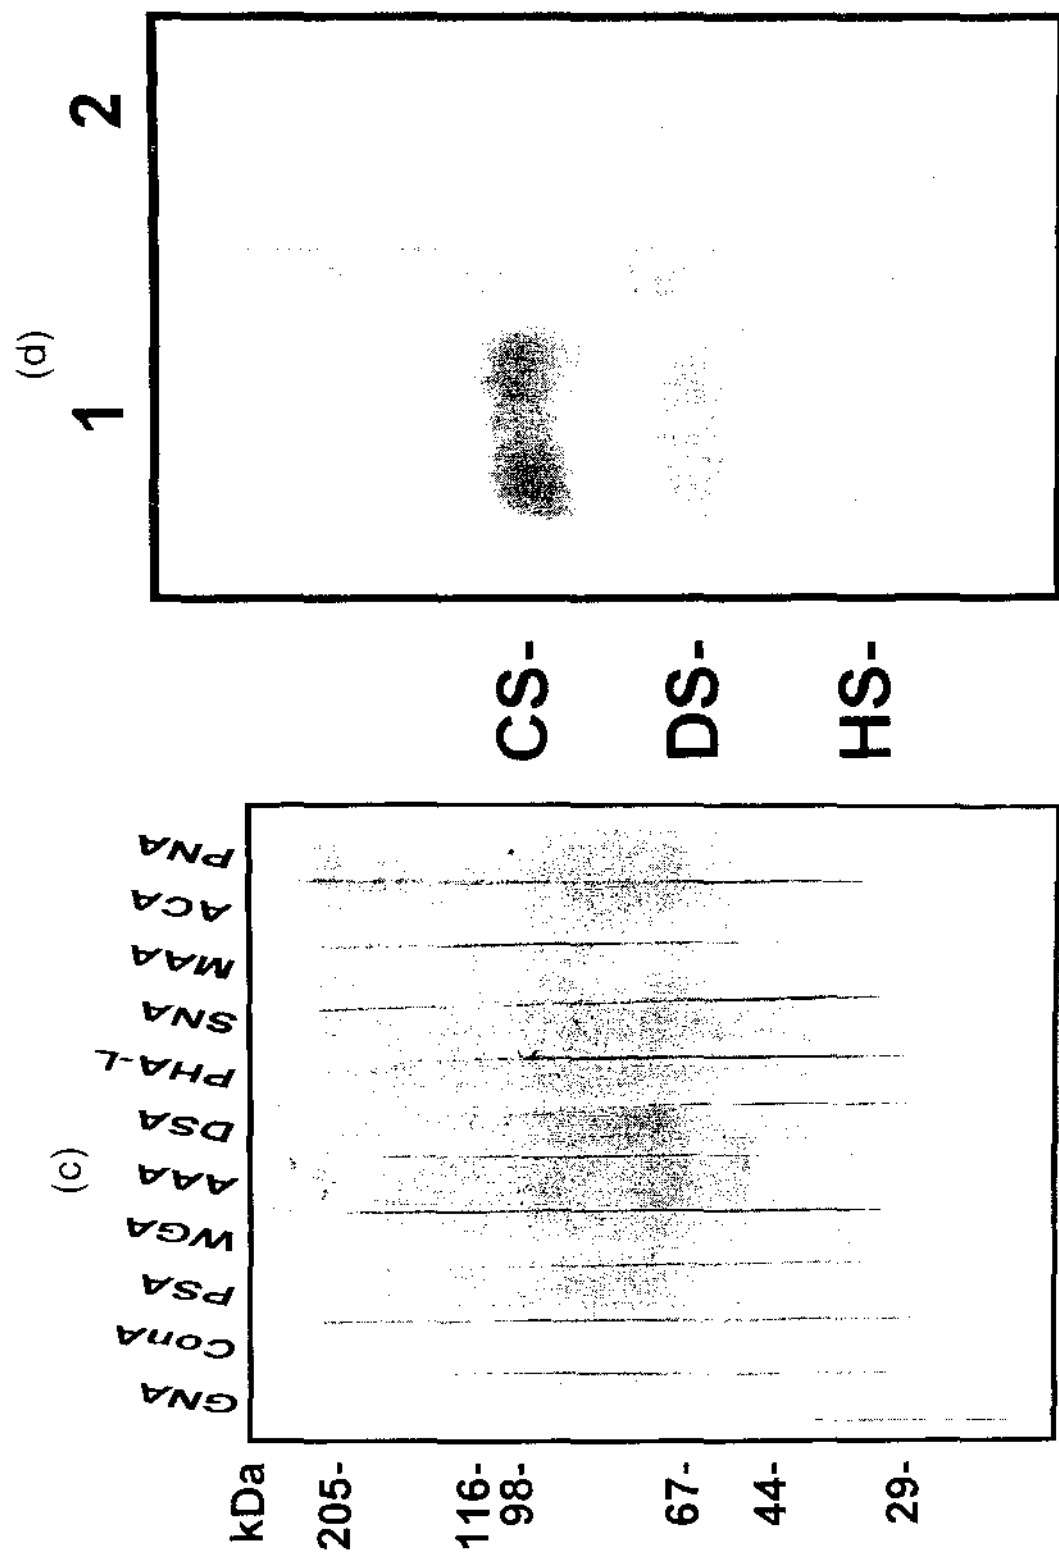 (c)
kDa
205-
116-
98-
67-
44-
29-
GNA
ConA
PSA
WGA
AAA
DSA
PHA-L
SNA
MAA
ACA
PNA
(d)
1
2
CS-
DS-
HS-